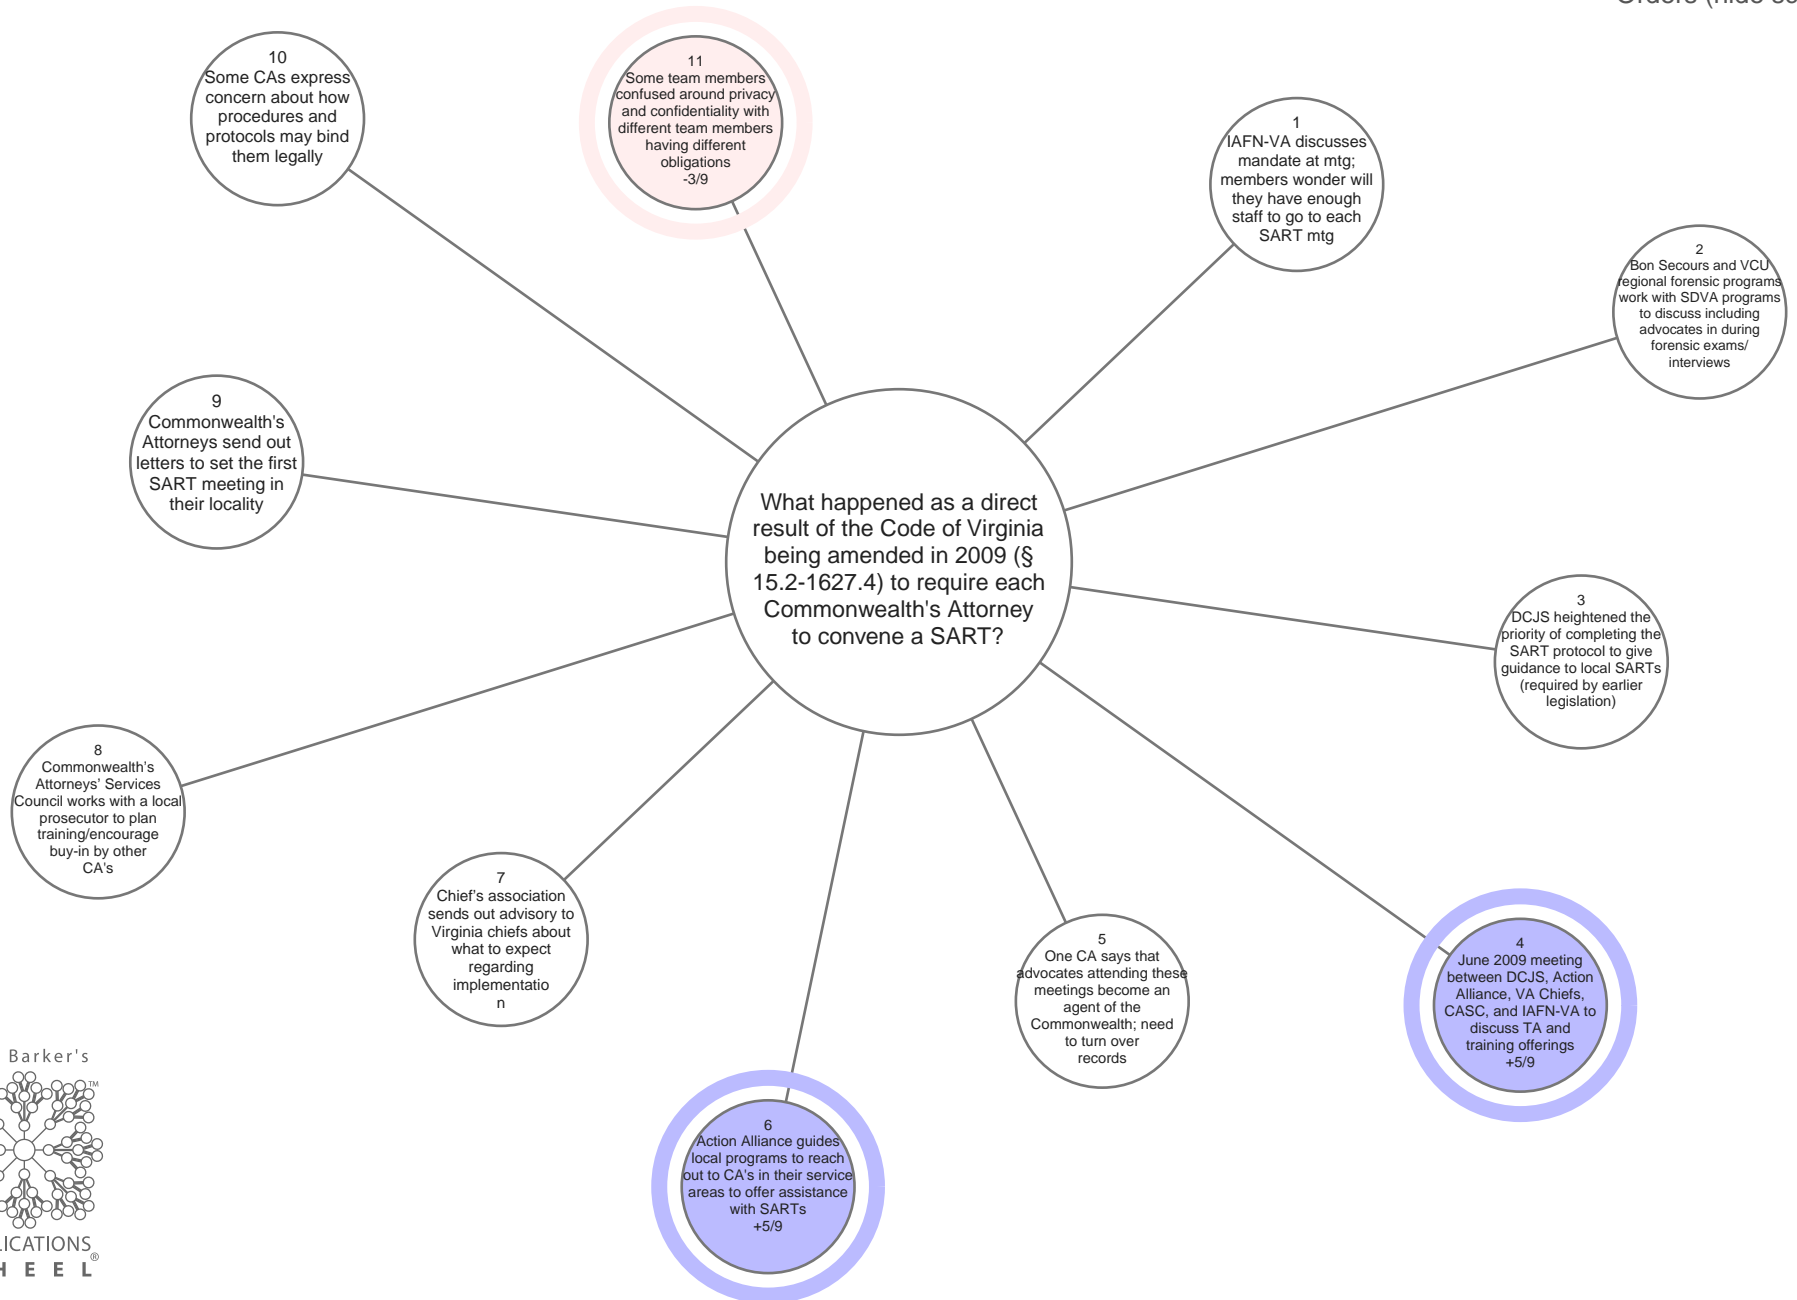 10
Some CAs express
concern about how
procedures and
protocols may bind
them legally
11
Some team members
confused around privacy
and confidentiality with
different team members
having different
obligations
-3/9
1
IAFN-VA discusses
mandate at mtg;
members wonder will
they have enough
staff to go to each
SART mtg
2
Bon Secours and VCU
regional forensic programs
work with SDVA programs
to discuss including
advocates in during
forensic exams/
interviews
9
Commonwealth's
Attorneys send out
letters to set the first
SART meeting in
their locality
What happened as a direct
result of the Code of Virginia
being amended in 2009 (§
15.2-1627.4) to require each
Commonwealth's Attorney
to convene a SART?
3
DCJS heightened the
priority of completing the
SART protocol to give
guidance to local SARTs
(required by earlier
legislation)
8
Commonwealth's
Attorneys' Services
Council works with a local
prosecutor to plan
training/encourage
buy-in by other
CA's
7
Chief's association
sends out advisory to
Virginia chiefs about
what to expect
regarding
implementatio
n
5
One CA says that
advocates attending these
meetings become an
agent of the
Commonwealth; need
to turn over
records
4
June 2009 meeting
between DCJS, Action
Alliance, VA Chiefs,
CASC, and IAFN-VA to
discuss TA and
training offerings
+5/9
6
Action Alliance guides
local programs to reach
out to CA's in their service
areas to offer assistance
with SARTs
+5/9
Barker's
™
LICATIONS
®
HEEL